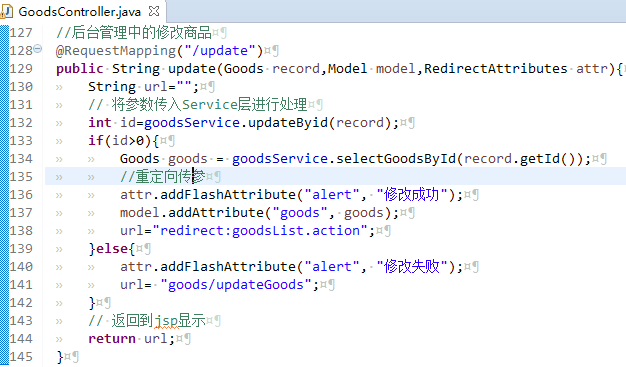 GoodsController.java
127 //后台管理中的修改商品
128 @RequestMapping("/update")
129 public String update(Goods record,Model model,RedirectAttributes attr){
130 String url="";
131 // 将参数传入Service层进行处理
132 int id=goodsService.updateByid(record);
133 if(id>0){
134 Goods goods = goodsService.selectGoodsById(record.getId());
135 //重定向传参
136 attr.addFlashAttribute("alert", "修改成功");
137 model.addAttribute("goods", goods);
138 url="redirect:goodsList.action";
139 }else{
140 attr.addFlashAttribute("alert", "修改失败");
141 url= "goods/updateGoods";
142 }
143 // 返回到jsp显示
144 return url;
145 }